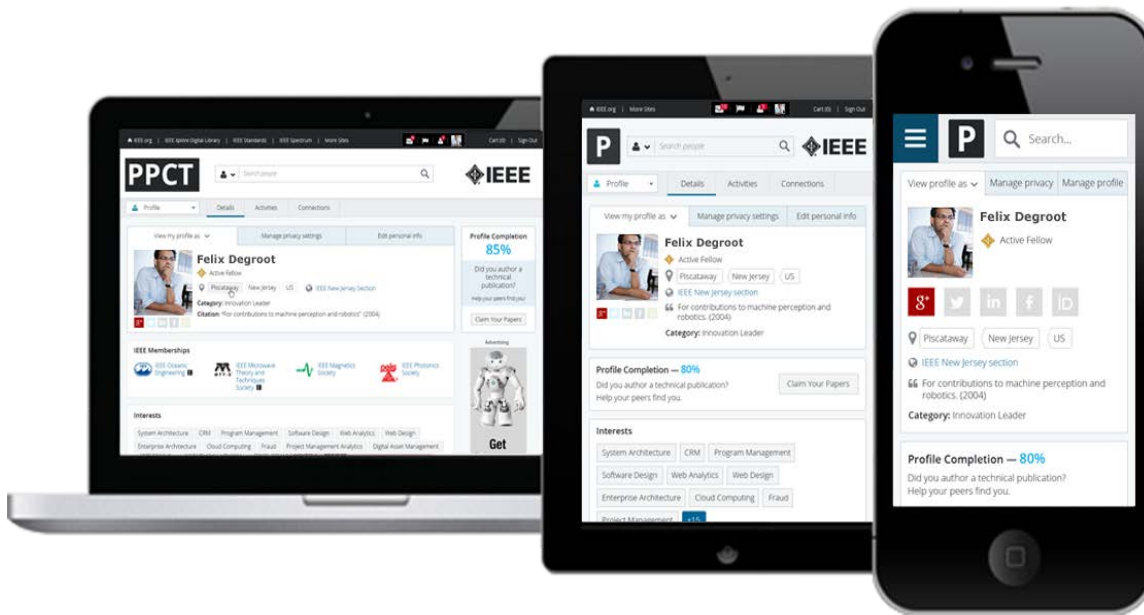 IEEE.org | IEEE Xplore Digital Library | IEEE Standards | IEEE Spectrum | More Sites
Cart (0) | Sign Out
PPCT
Search people
IEEE
Profile
Details
Activities
Connections
View my profile as
Manage privacy settings
Edit personal info
Felix Degroot
Active Fellow
Piscataway
New Jersey
US
IEEE New Jersey Section
Category: Innovation Leader
Citation: "For contributions to machine perception and robotics" (2004)
g+
Profile Completion
85%
Did you author a
technical
publication?
Help your peers find you!
Claim Your Papers
IEEE Memberships
IEEE Oceanic
Engineering
IEEE Microwave
Theory and
Techniques
Society
IEEE Magnetics
Society
IEEE Photonics
Society
Advertising
Get
Interests
System Architecture
CRM
Program Management
Software Design
Web Analytics
Web Design
Enterprise Architecture
Cloud Computing
Fraud
Project Management Analytics
Digital Asset Management
IEEE.org | More Sites
Cart (0) | Sign Out
P
Search people
IEEE
Profile
Details
Activities
Connections
View my profile as
Manage privacy settings
Edit personal info
Felix Degroot
Active Fellow
Piscataway
New Jersey
US
IEEE New Jersey section
For contributions to machine perception and
robotics. (2004)
Category: Innovation Leader
g+
Profile Completion — 80%
Did you author a technical publication?
Help your peers find you.
Claim Your Papers
Interests
System Architecture
CRM
Program Management
Software Design
Web Analytics
Web Design
Enterprise Architecture
Cloud Computing
Fraud
Project Management
+15
P
Search...
View profile as
Manage privacy
Manage profile
Felix Degroot
Active Fellow
g+
in
f
iD
Piscataway
New Jersey
US
IEEE New Jersey section
For contributions to machine perception and
robotics. (2004)
Category: Innovation Leader
Profile Completion — 80%
Did you author a technical publication?
Help your peers find you.